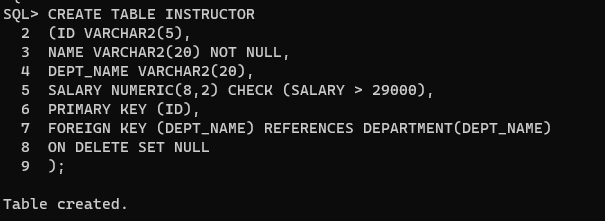 SQL> CREATE TABLE INSTRUCTOR
2 (ID VARCHAR2(5),
3 NAME VARCHAR2(20) NOT NULL,
4 DEPT_NAME VARCHAR2(20),
5 SALARY NUMERIC(8,2) CHECK (SALARY > 29000),
6 PRIMARY KEY (ID),
7 FOREIGN KEY (DEPT_NAME) REFERENCES DEPARTMENT(DEPT_NAME)
8 ON DELETE SET NULL
9 );
Table created.